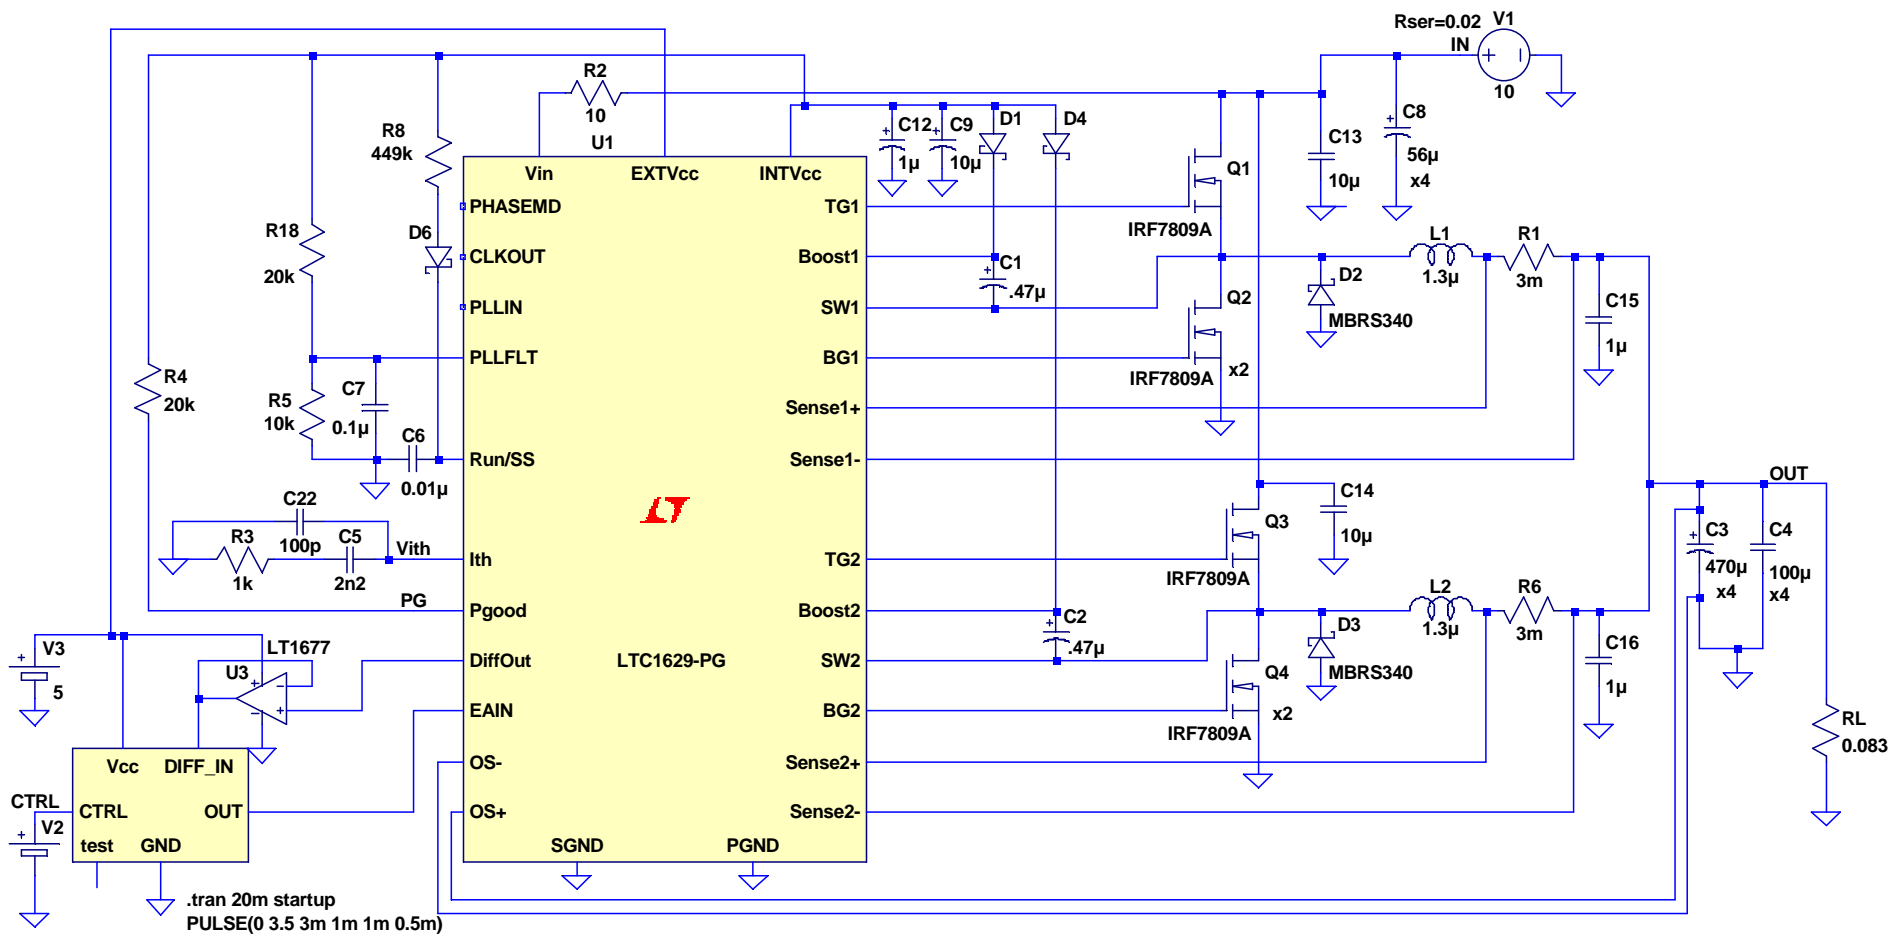 Rser=0.02 V1
IN
10
R2
10
U1
R8
449k
C12
1µ
C9
10µ
D1
D4
C13
10µ
C8
56µ
x4
Vin
EXTVcc
INTVcc
PHASEMD
TG1
Q1
IRF7809A
R18
20k
D6
CLKOUT
Boost1
C1
.47µ
L1
1.3µ
R1
3m
D2
MBRS340
C15
1µ
PLLIN
SW1
Q2
x2
IRF7809A
PLLFLT
BG1
R4
20k
R5
10k
C7
0.1µ
C6
0.01µ
Sense1+
Run/SS
Sense1-
C22
100p
R3
1k
C5
2n2
Vith
Ith
TG2
Q3
IRF7809A
C14
10µ
OUT
C3
470µ
x4
C4
100µ
x4
PG
Pgood
Boost2
C2
.47µ
L2
1.3µ
R6
3m
D3
MBRS340
C16
1µ
V3
5
U3
LT1677
DiffOut
LTC1629-PG
SW2
Q4
x2
IRF7809A
EAIN
BG2
RL
0.083
Vcc
DIFF_IN
OS-
Sense2+
CTRL
V2
CTRL
OUT
OS+
Sense2-
test
GND
SGND
PGND
.tran 20m startup
PULSE(0 3.5 3m 1m 1m 0.5m)